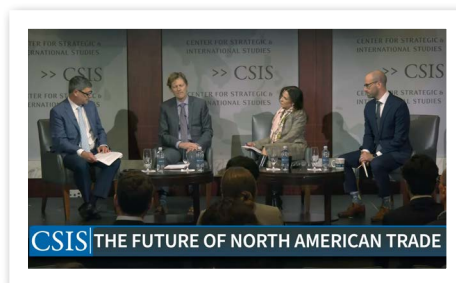 CENTER FOR STRATEGIC &
INTERNATIONAL STUDIES
>> CSIS
>> CSIS
CENTER FOR STRATEGIC &
INTERNATIONAL STUDIES
CSIS THE FUTURE OF NORTH AMERICAN TRADE